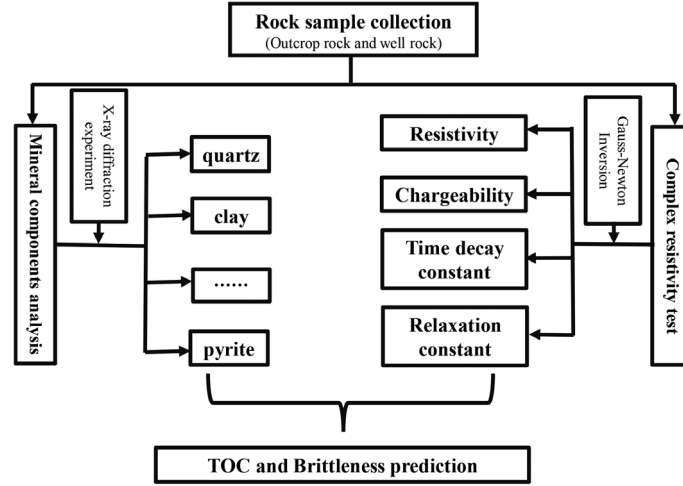 Rock sample collection
(Outcrop rock and well rock)
Mineral components analysis
X-ray diffraction
experiment
quartz
clay
......
pyrite
Resistivity
Chargeability
Time decay
constant
Relaxation
constant
Gauss-Newton
Inversion
Complex resistivity test
TOC and Brittleness prediction